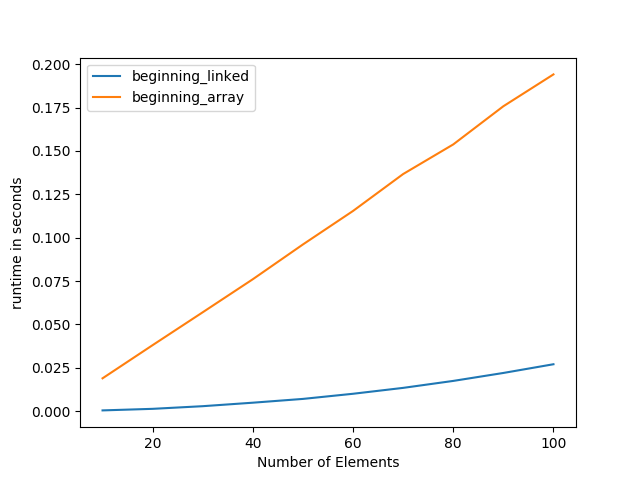 beginning_linked
beginning_array
runtime in seconds
0.200
0.175
0.150
0.125
0.100
0.075
0.050
0.025
0.000
20 40 60 80 100
Number of Elements